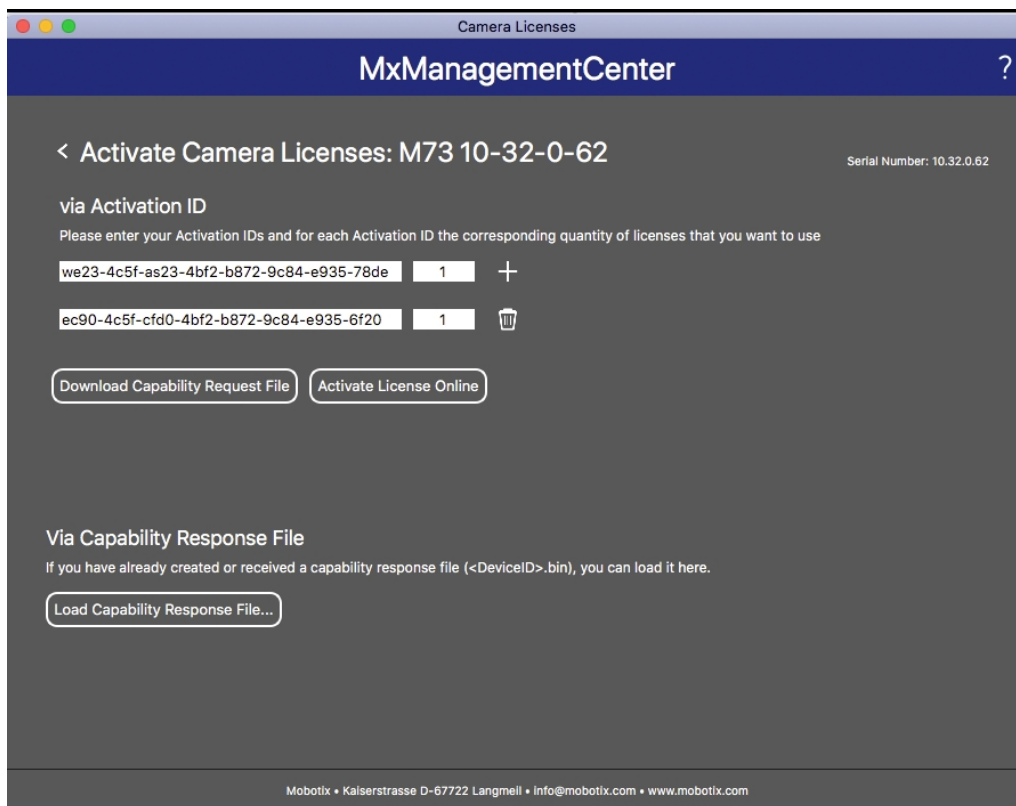 Camera Licenses
MxManagementCenter
?
< Activate Camera Licenses: M73 10-32-0-62
Serial Number: 10.32.0.62
via Activation ID
Please enter your Activation IDs and for each Activation ID the corresponding quantity of licenses that you want to use
we23-4c5f-as23-4bf2-b872-9c84-e935-78de 1 +
ec90-4c5f-cfd0-4bf2-b872-9c84-e935-6f20 1
Download Capability Request File Activate License Online
Via Capability Response File
If you have already created or received a capability response file (<DeviceID>.bin), you can load it here.
Load Capability Response File...
Mobotix • Kaiserstrasse D-67722 Langmeil • info@mobotix.com • www.mobotix.com